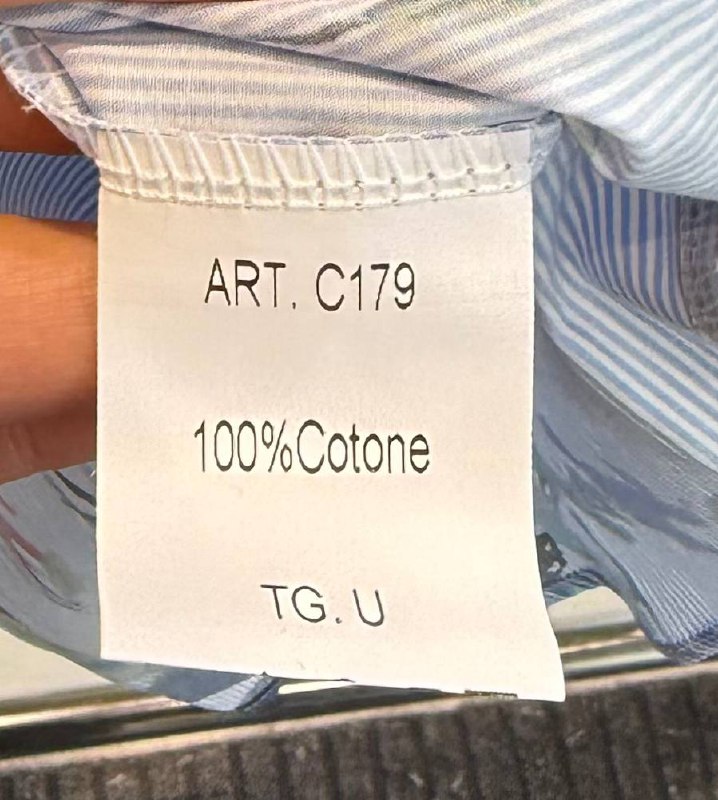 ART. C179
100%Cotone
TG. U